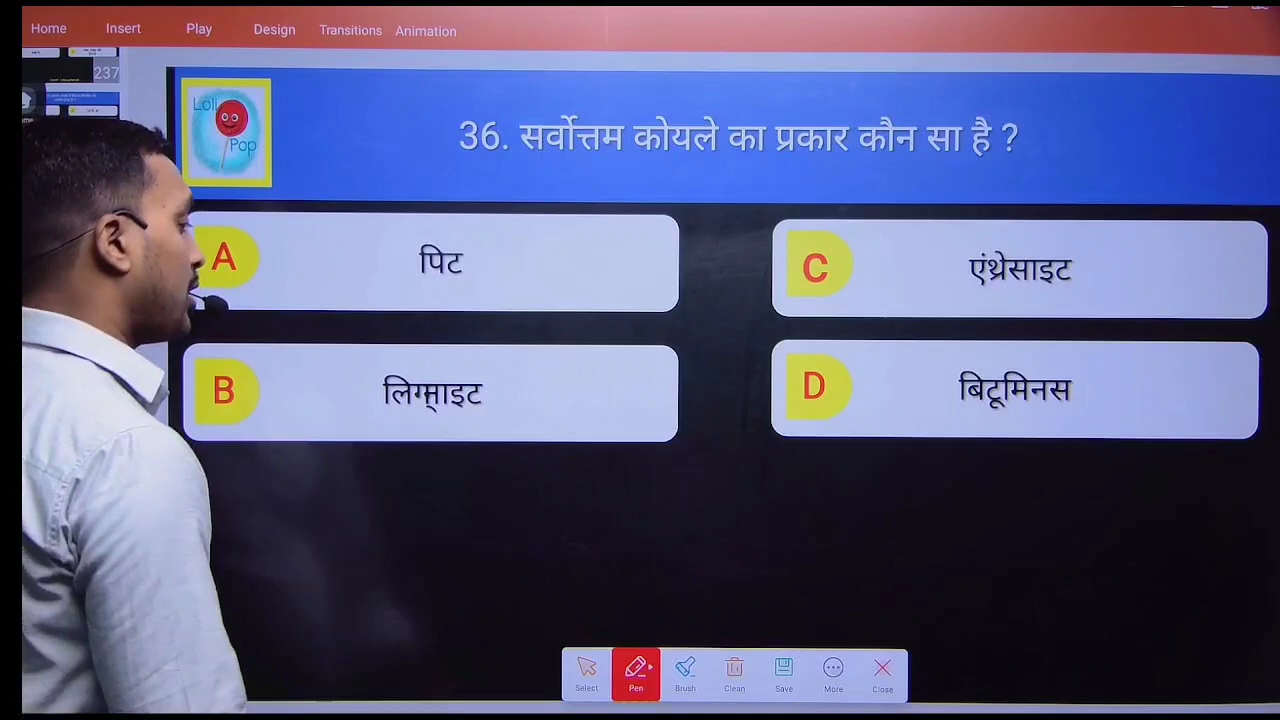 Home Insert Play Design Transitions Animation
237
Loli
Pop
36. सर्वोत्तम कोयले का प्रकार कौन सा है ?
A
पिट
C
एंथ्रेसाइट
B
लिग्म्नाइट
D
बिटूमिनस
Select Pen Brush Clean Save More Close